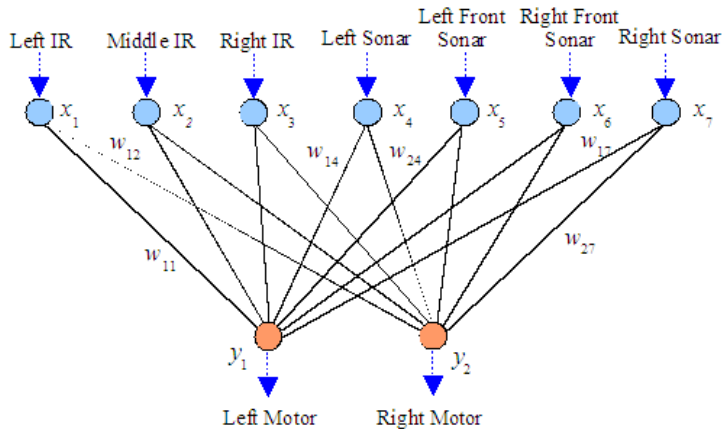 Left IR
Middle IR
Right IR
Left Sonar
Left Front
Sonar
Right Front
Sonar
Right Sonar
x1
x2
x3
x4
x5
x6
x7
w12
w14
w24
w17
w11
w27
y1
y2
Left Motor
Right Motor